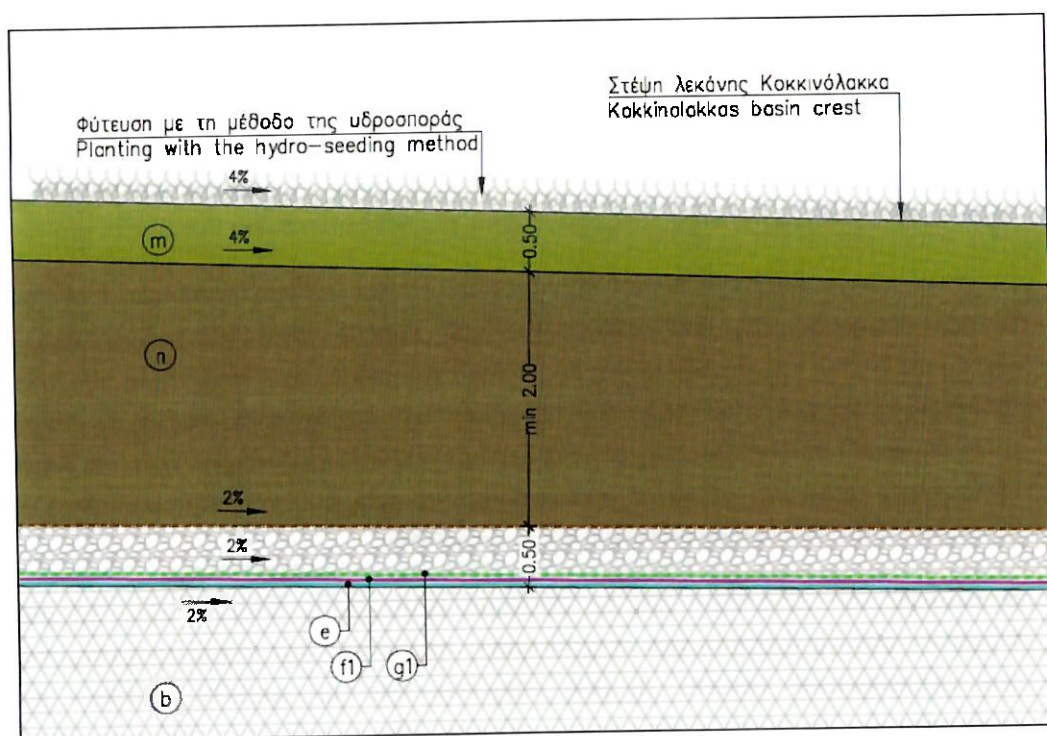 Στέψη λεκάνης Κοκκινόλακκα
Kokkinolakkas basin crest
Φύτευση με τη μέθοδο της υδροσποράς
Planting with the hydro-seeding method
4%
m
4%
0.50
n
min 2.00
2%
2%
0.50
2%
e
f1
g1
b